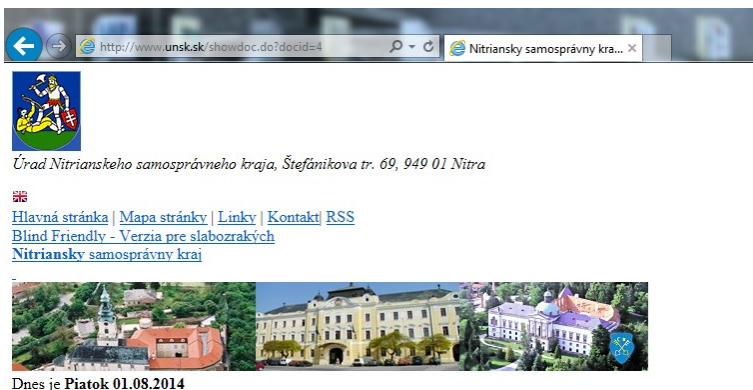 http://www.unsk.sk/showdoc.do?docid=4
Nitriansky samosprávny kra...
Úrad Nitrianskeho samosprávneho kraja, Štefánikova tr. 69, 949 01 Nitra
Hlavná stránka | Mapa stránky | Linky | Kontakt| RSS
Blind Friendly - Verzia pre slabozrakých
Nitriansky samosprávny kraj
Dnes je Piatok 01.08.2014